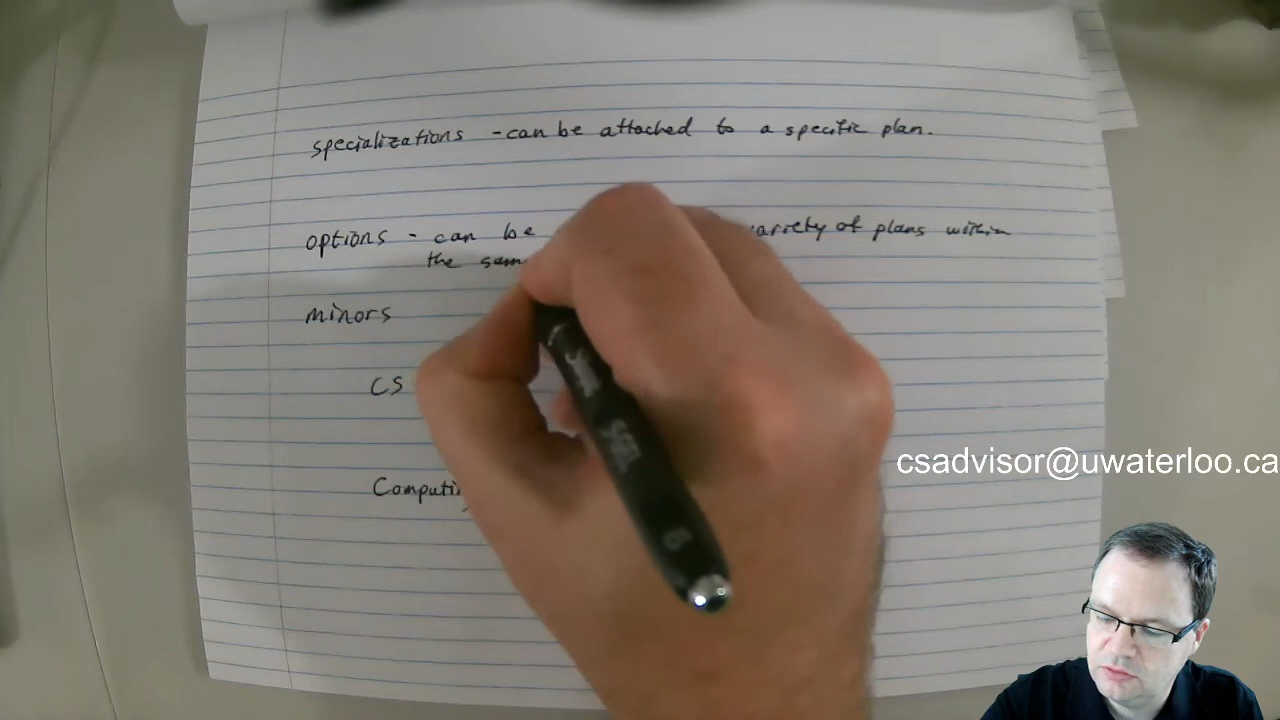 specializations - can be attached to a specific plan.
options - can be variety of plans within
the
minors
CS
csadvisor@uwaterloo.ca